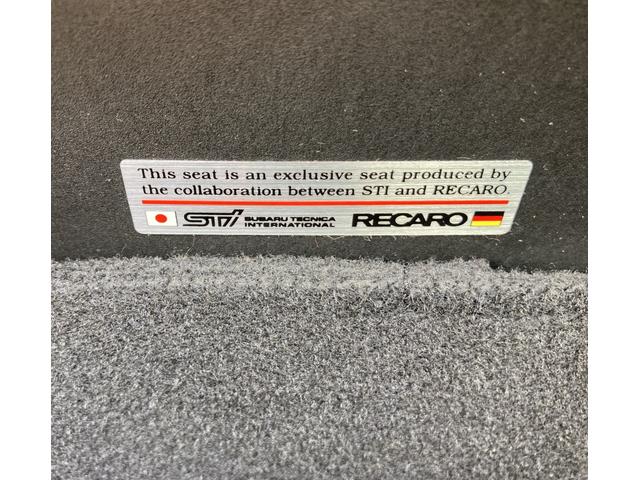 This seat is an exclusive seat produced by
the collaboration between STI and RECARO.
STi SUBARU TECNICA INTERNATIONAL RECARO